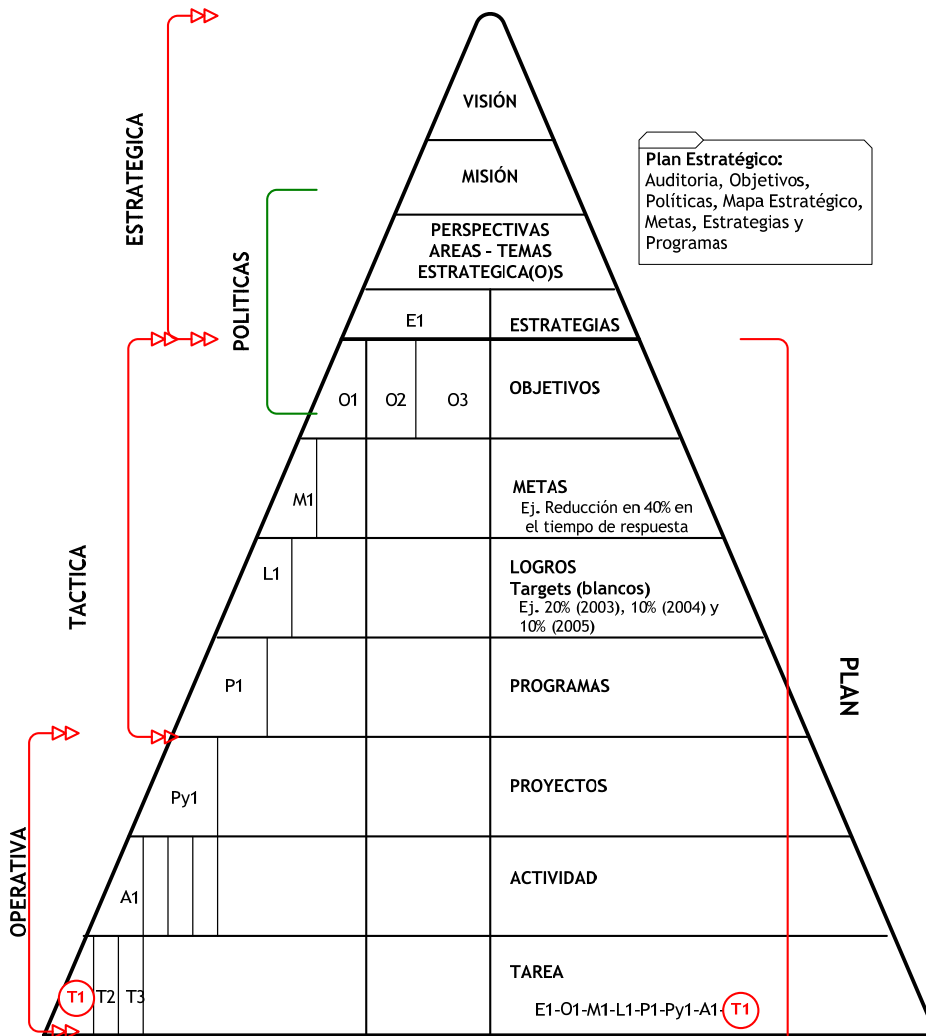 ESTRATEGICA
POLITICAS
TACTICA
OPERATIVA
VISIÓN
MISIÓN
PERSPECTIVAS
AREAS - TEMAS
ESTRATEGICA(O)S
E1
ESTRATEGIAS
O1
O2
O3
OBJETIVOS
M1
METAS
Ej. Reducción en 40% en
el tiempo de respuesta
L1
LOGROS
Targets (blancos)
Ej. 20% (2003), 10% (2004) y
10% (2005)
P1
PROGRAMAS
Py1
PROYECTOS
A1
ACTIVIDAD
T1
T2
T3
TAREA
E1-O1-M1-L1-P1-Py1-A1-T1
Plan Estratégico:
Auditoria, Objetivos,
Políticas, Mapa Estratégico,
Metas, Estrategias y
Programas
PLAN